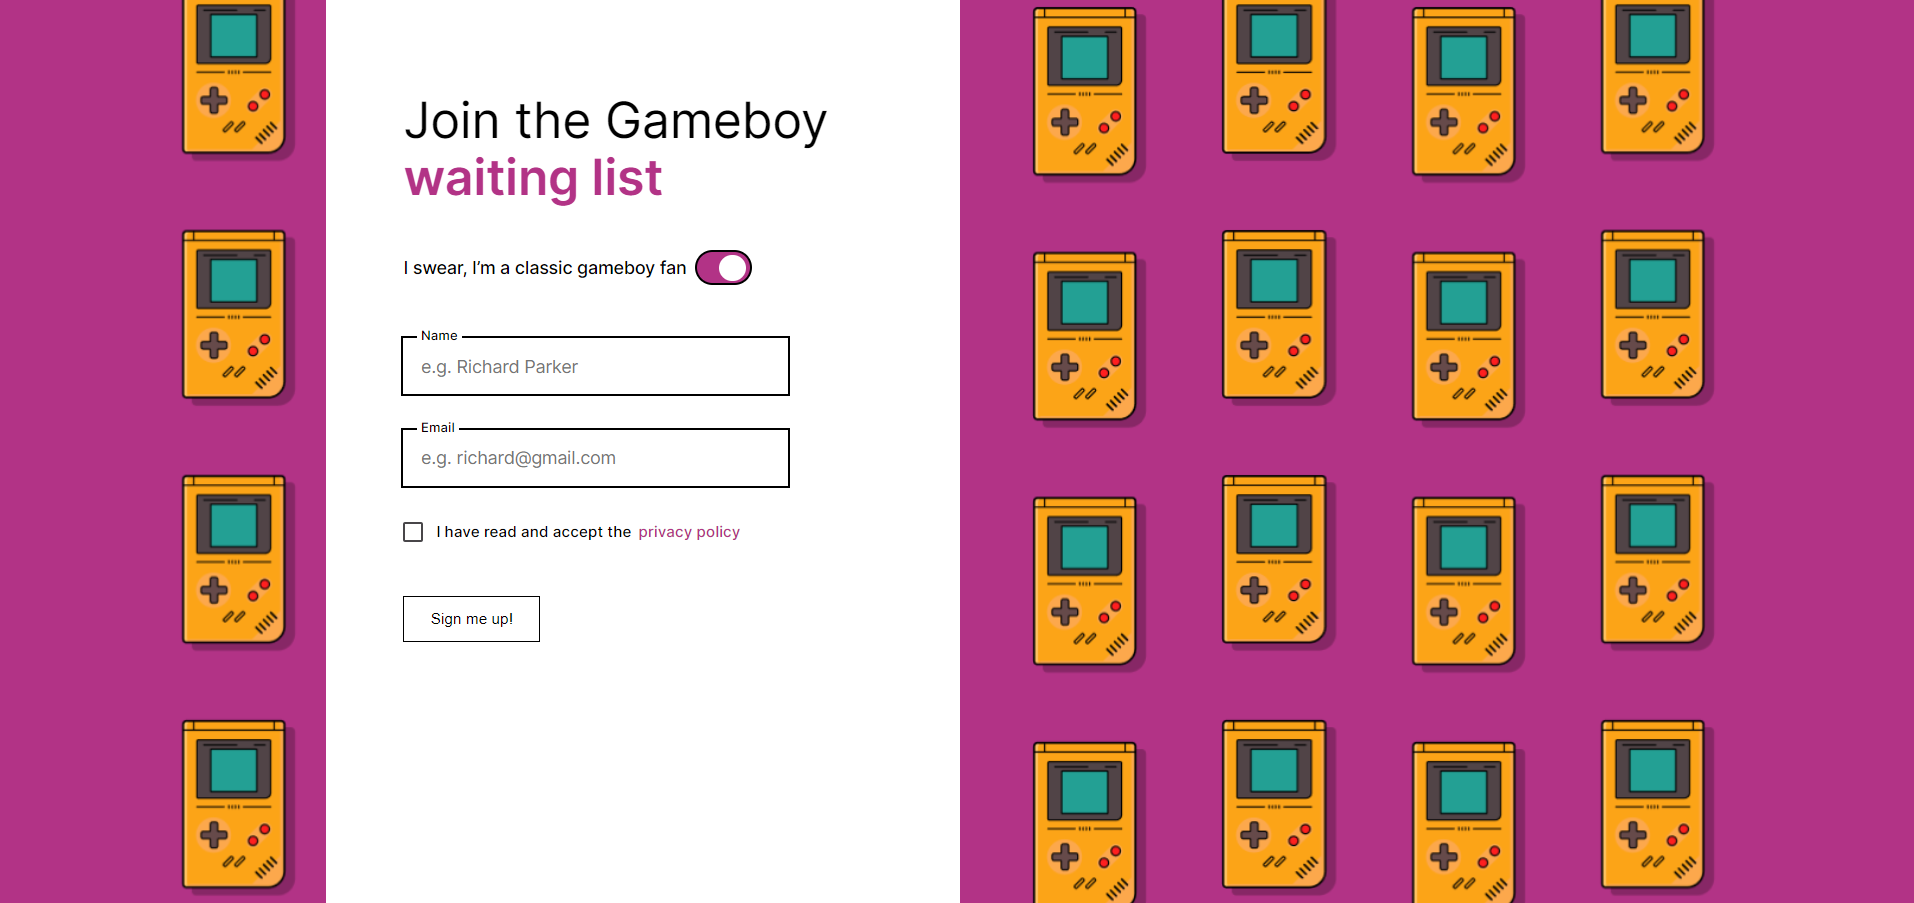 Join the Gameboy
waiting list
I swear, I’m a classic gameboy fan
Name
e.g. Richard Parker
Email
e.g. richard@gmail.com
I have read and accept the privacy policy
Sign me up!